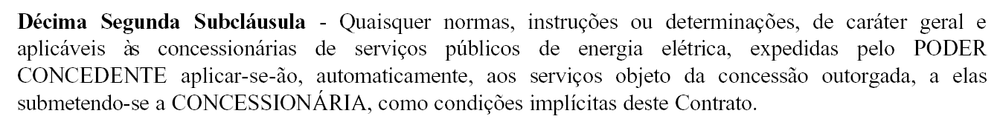 Décima Segunda Subcláusula - Quaisquer normas, instruções ou determinações, de caráter geral e
aplicáveis às concessionárias de serviços públicos de energia elétrica, expedidas pelo PODER
CONCEDENTE aplicar-se-ão, automaticamente, aos serviços objeto da concessão outorgada, a elas
submetendo-se a CONCESSIONÁRIA, como condições implícitas deste Contrato.